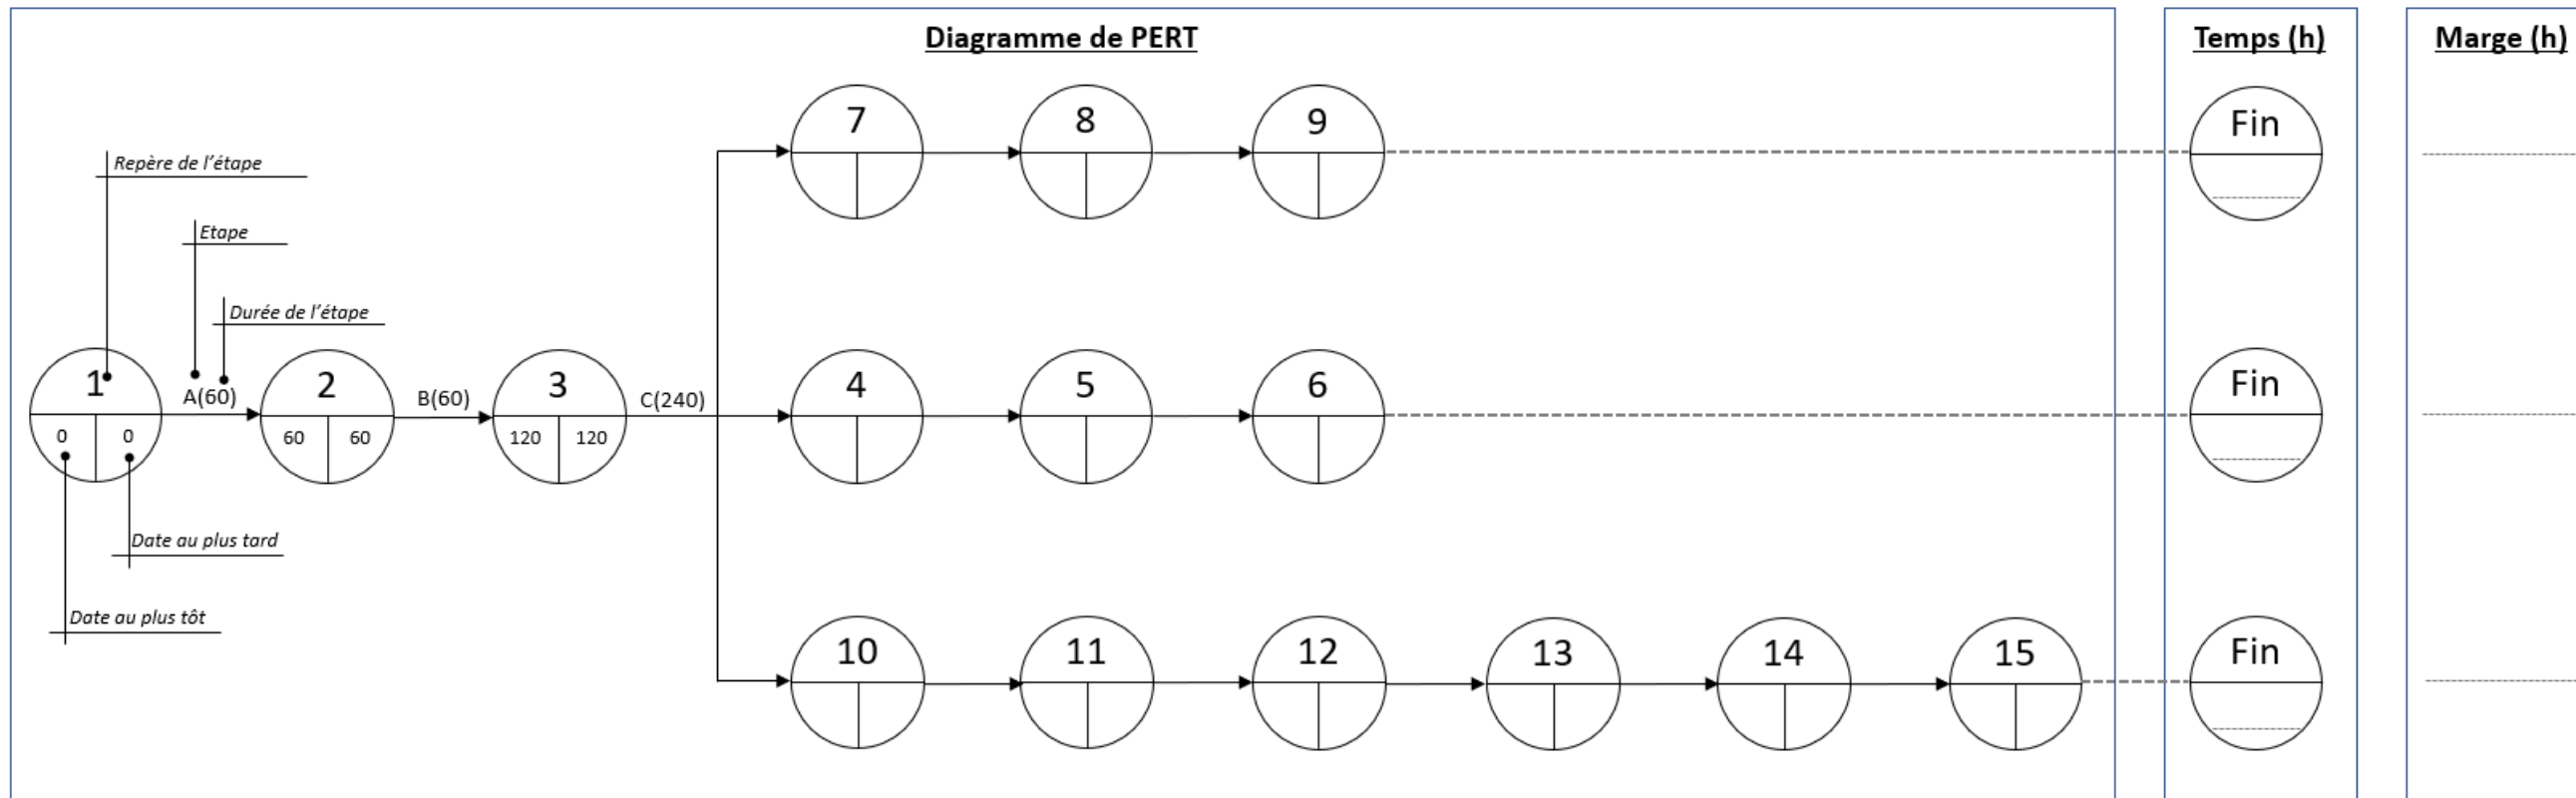 Diagramme de PERT
Temps (h)
Marge (h)
7
8
9
Fin
Repère de l'étape
Etape
Durée de l'étape
1
A(60)
2
B(60)
3
C(240)
4
5
6
Fin
0
0
60
60
120
120
Date au plus tard
Date au plus tôt
10
11
12
13
14
15
Fin